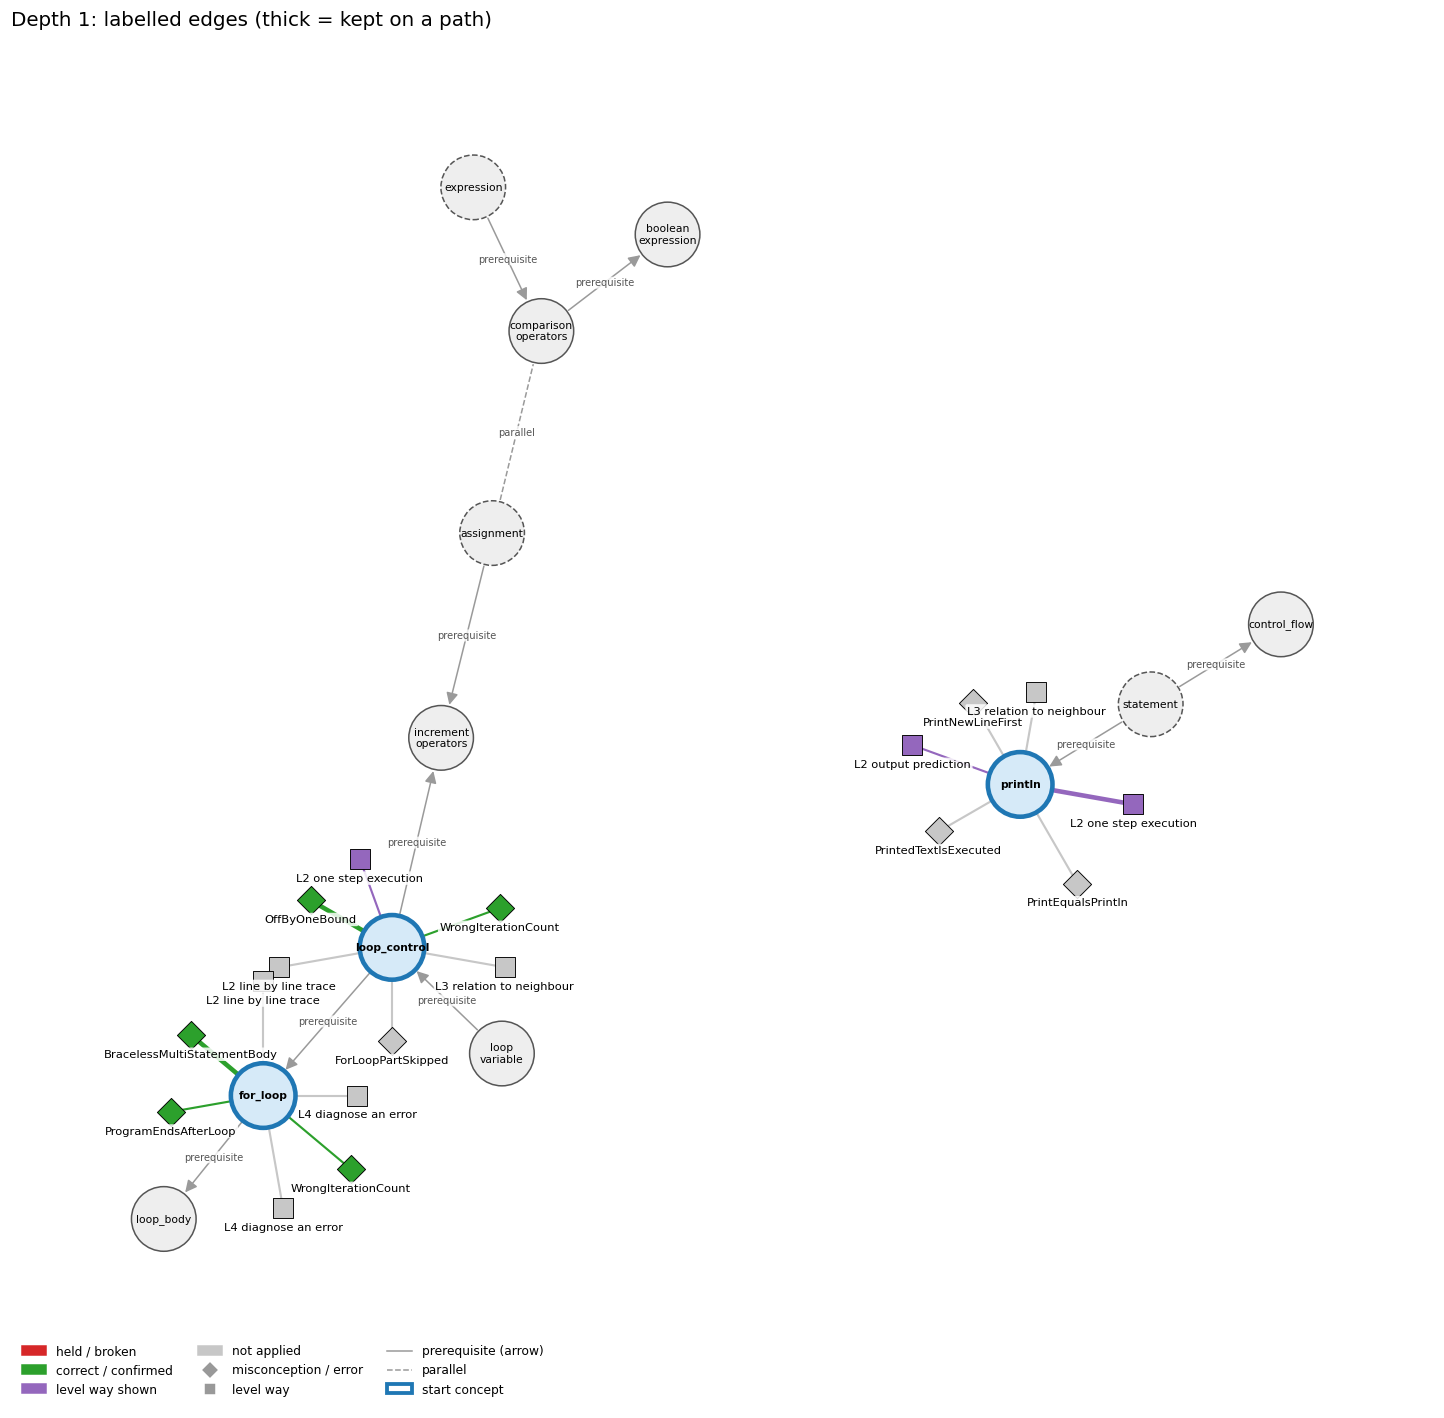 Depth 1: labelled edges (thick = kept on a path)
expression
boolean
expression
prerequisite
prerequisite
comparison
operators
parallel
assignment
prerequisite
increment
operators
prerequisite
L2 one step execution
OffByOneBound
WrongIterationCount
loop_control
L2 line by line trace
L3 relation to neighbour
L2 line by line trace
prerequisite
prerequisite
BracelessMultiStatementBody
ForLoopPartSkipped
loop
variable
for_loop
L4 diagnose an error
ProgramEndsAfterLoop
prerequisite
WrongIterationCount
loop_body
L4 diagnose an error
control_flow
prerequisite
statement
L3 relation to neighbour
PrintNewLineFirst
prerequisite
L2 output prediction
println
L2 one step execution
PrintedTextIsExecuted
PrintEqualsPrintln
held / broken
correct / confirmed
level way shown
not applied
misconception / error
level way
prerequisite (arrow)
parallel
start concept